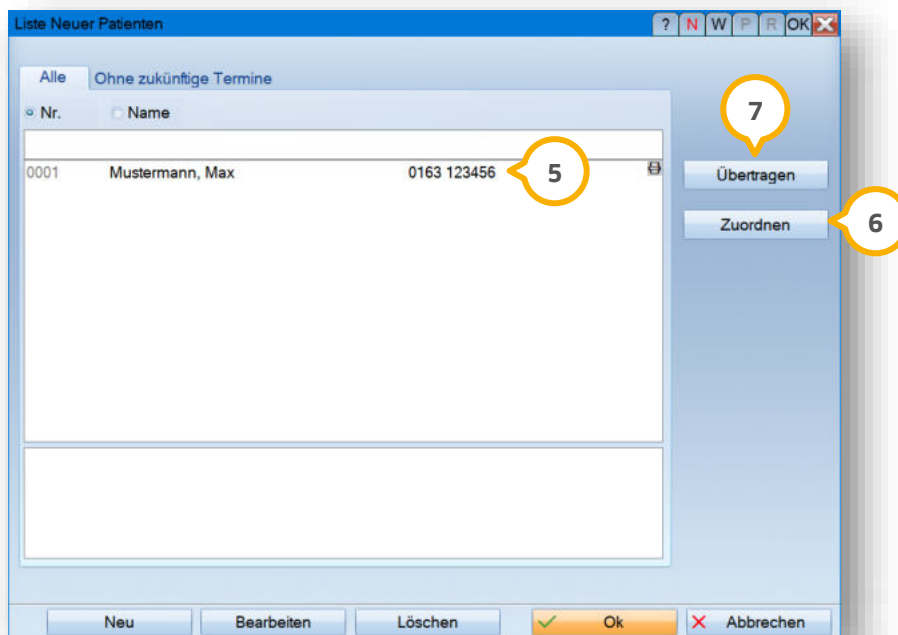 Liste Neuer Patienten ? N W P R OK
Alle Ohne zukünftige Termine
Nr. Name
7
0001 Mustermann, Max 0163 123456 5
Übertragen
Zuordnen 6
Neu Bearbeiten Löschen Ok Abbrechen